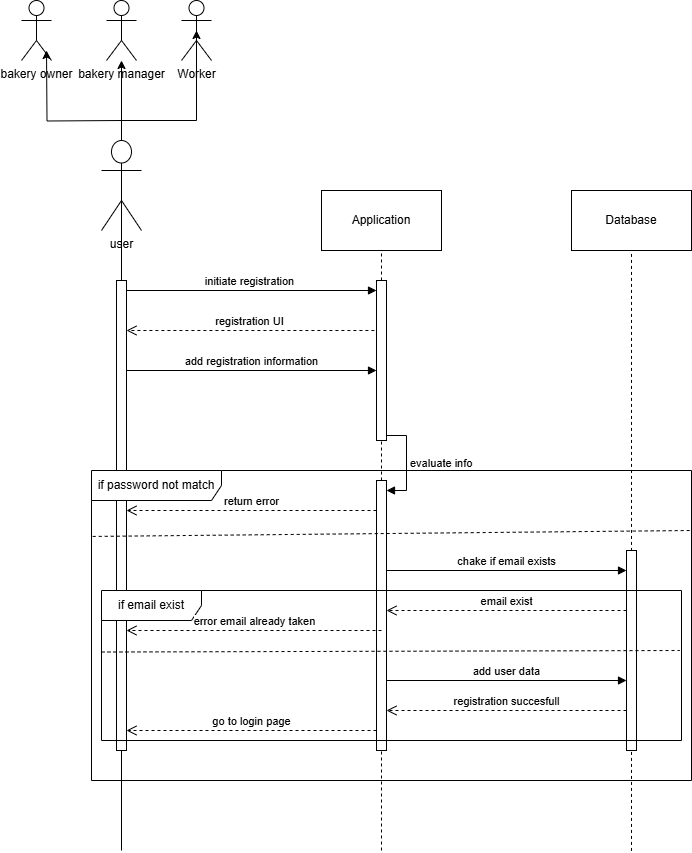 bakery owner
bakery manager
Worker
user
Application
Database
initiate registration
registration UI
add registration information
evaluate info
if password not match
return error
chake if email exists
if email exist
email exist
error email already taken
add user data
registration succesfull
go to login page